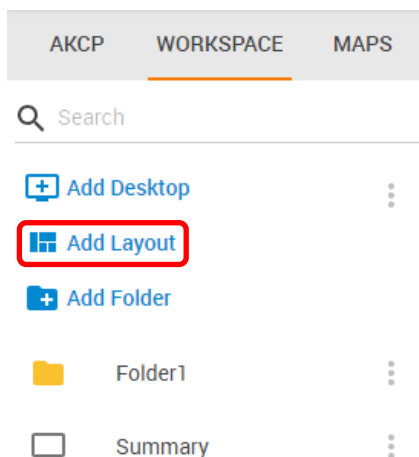 AKCP WORKSPACE MAPS
Search
Add Desktop
Add Layout
Add Folder
Folder1
Summary